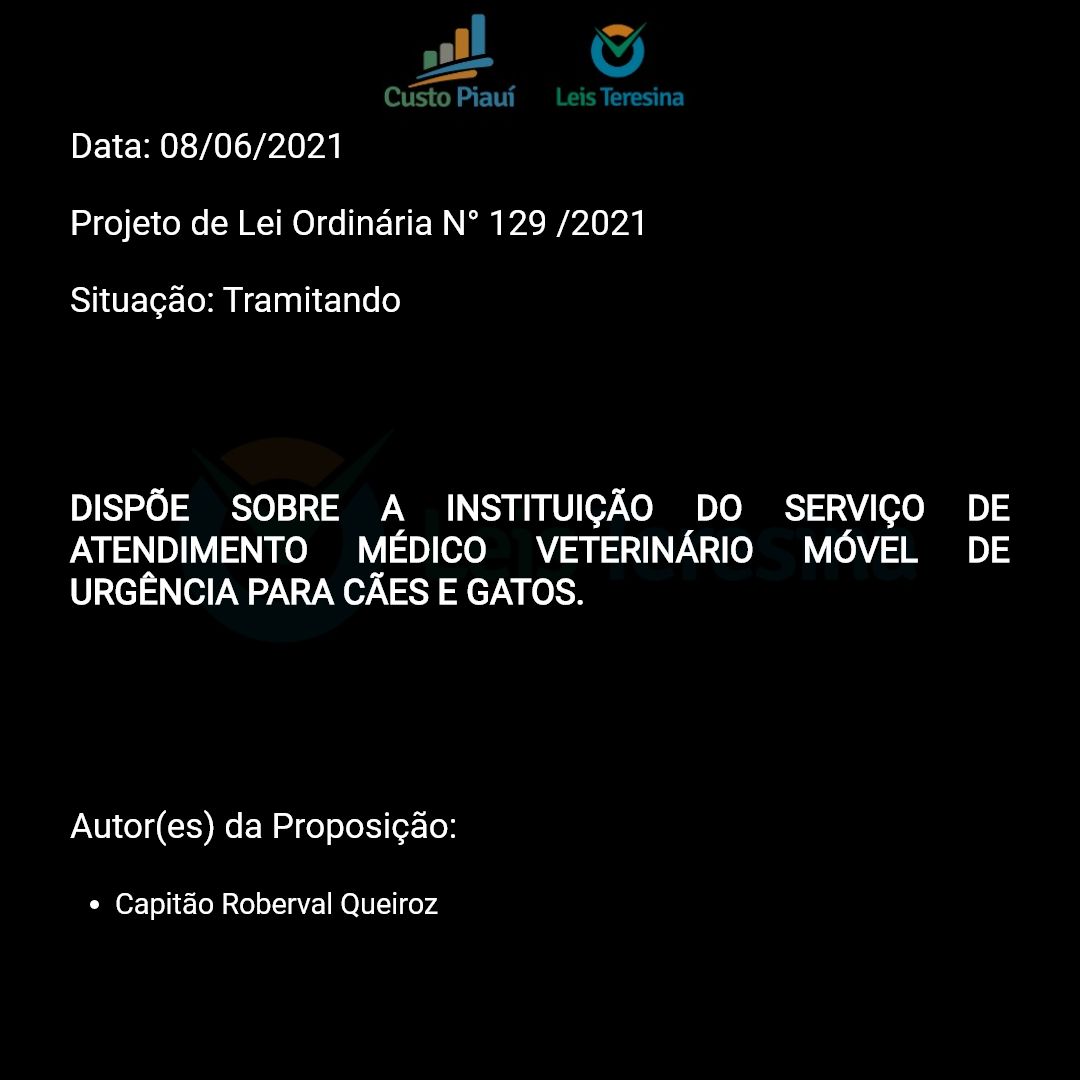 Custo Piauí
Leis Teresina
Data: 08/06/2021
Projeto de Lei Ordinária N° 129 /2021
Situação: Tramitando
DISPÕE SOBRE A INSTITUIÇÃO DO SERVIÇO DE
ATENDIMENTO MÉDICO VETERINÁRIO MÓVEL DE
URGÊNCIA PARA CÃES E GATOS.
Leis Teresina
Autor(es) da Proposição:
• Capitão Roberval Queiroz